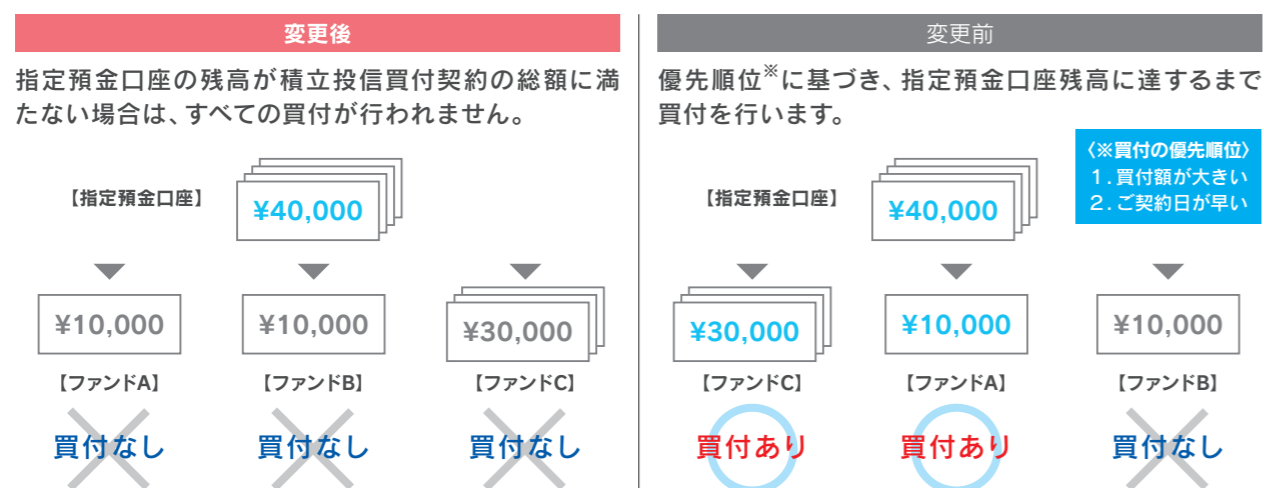 変更後
指定預金口座の残高が積立投信買付契約の総額に満
たない場合は、すべての買付が行われません。
【指定預金口座】
¥40,000
¥10,000
¥10,000
¥30,000
【ファンドA】
【ファンドB】
【ファンドC】
買付なし
買付なし
買付なし
変更前
優先順位※に基づき、指定預金口座残高に達するまで
買付を行います。
〈※買付の優先順位〉
1.買付額が大きい
2.ご契約日が早い
【指定預金口座】
¥40,000
¥30,000
¥10,000
¥10,000
【ファンドC】
【ファンドA】
【ファンドB】
買付あり
買付あり
買付なし